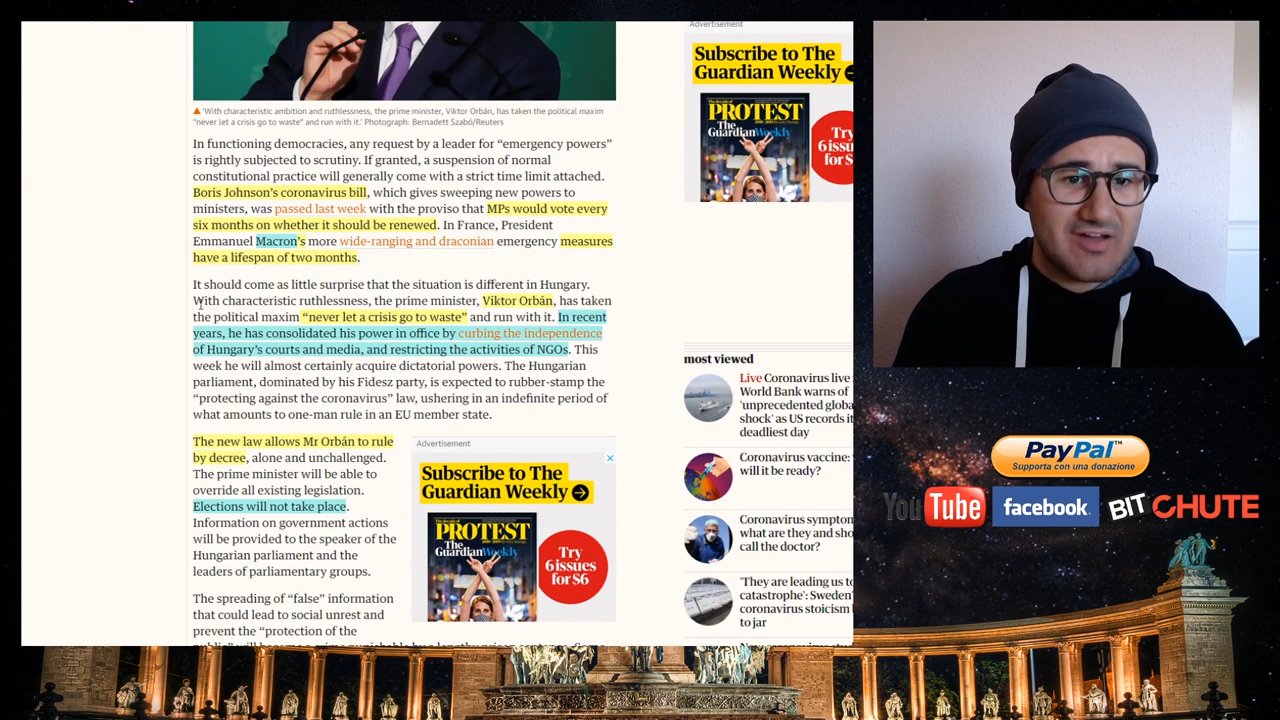 Advertisement
Subscribe to The
Guardian Weekly
PROTEST
The
GuardianWeekly
Try
6 issu
for $
▲ 'With characteristic ambition and ruthlessness, the prime minister, Viktor Orbán, has taken the political maxim
“never let a crisis go to waste” and run with it.' Photograph: Bernadett Szabó/Reuters
In functioning democracies, any request by a leader for “emergency powers”
is rightly subjected to scrutiny. If granted, a suspension of normal
constitutional practice will generally come with a strict time limit attached.
Boris Johnson’s coronavirus bill, which gives sweeping new powers to
ministers, was passed last week with the proviso that MPs would vote every
six months on whether it should be renewed. In France, President
Emmanuel Macron’s more wide-ranging and draconian emergency measures
have a lifespan of two months.
It should come as little surprise that the situation is different in Hungary.
With characteristic ruthlessness, the prime minister, Viktor Orbán, has taken
the political maxim “never let a crisis go to waste” and run with it. In recent
years, he has consolidated his power in office by curbing the independence
of Hungary’s courts and media, and restricting the activities of NGOs. This
week he will almost certainly acquire dictatorial powers. The Hungarian
parliament, dominated by his Fidesz party, is expected to rubber-stamp the
“protecting against the coronavirus” law, ushering in an indefinite period of
what amounts to one-man rule in an EU member state.
The new law allows Mr Orbán to rule
by decree, alone and unchallenged.
The prime minister will be able to
override all existing legislation.
Elections will not take place.
Information on government actions
will be provided to the speaker of the
Hungarian parliament and the
leaders of parliamentary groups.
The spreading of “false” information
that could lead to social unrest and
prevent the “protection of the
Advertisement
Subscribe to The
Guardian Weekly
PROTEST
The
GuardianWeekly
Try
6 issues
for $6
most viewed
Live Coronavirus live
World Bank warns of
'unprecedented globa
shock' as US records it
deadliest day
Coronavirus vaccine:
will it be ready?
Coronavirus symptom
what are they and sho
call the doctor?
'They are leading us to
catastrophe': Sweden'
coronavirus stoicism
to jar
PayPal™
Supporta con una donazione
YouTube
facebook
BITCHUTE